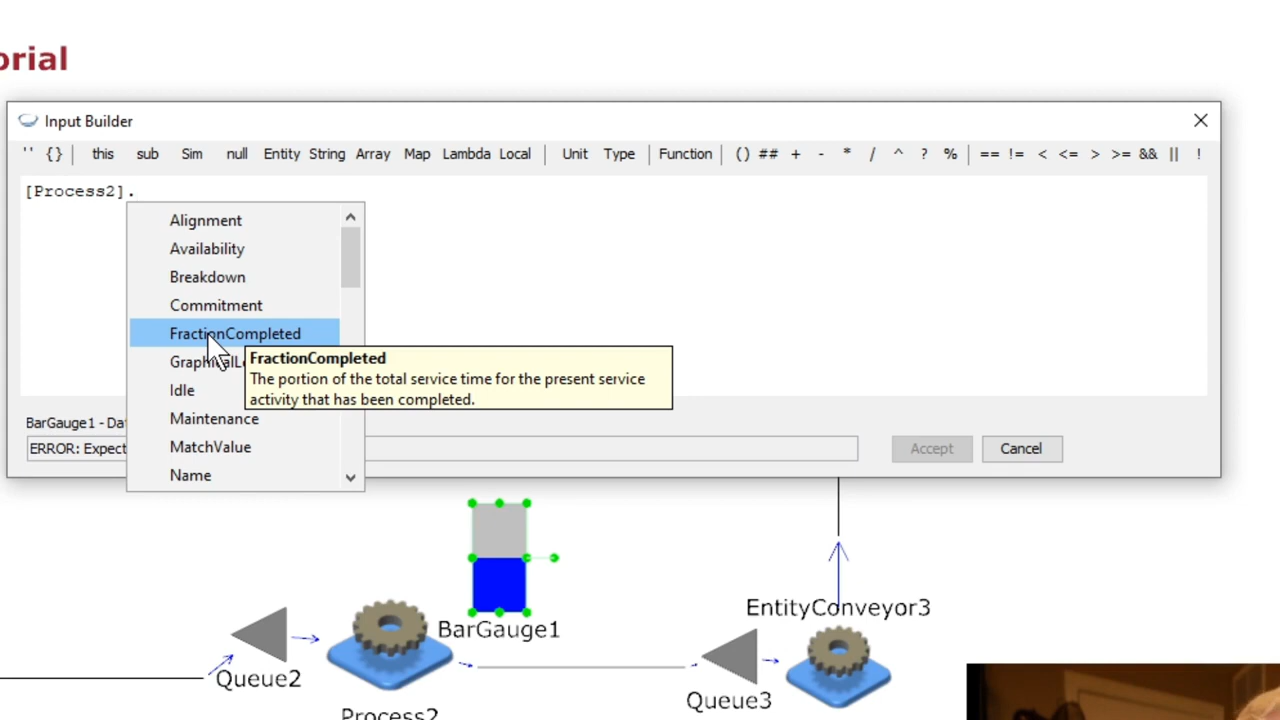 orial
Input Builder
' ' {} this sub Sim null Entity String Array Map Lambda Local Unit Type Function () ## + - * / ^ ? % == != < <= > >= && || !
[Process2].
Alignment
Availability
Breakdown
Commitment
FractionCompleted
FractionCompleted
The portion of the total service time for the present service
activity that has been completed.
Idle
Maintenance
MatchValue
Name
BarGauge1 - Da
ERROR: Expect
Accept
Cancel
EntityConveyor3
BarGauge1
Queue2
Queue3
Process2